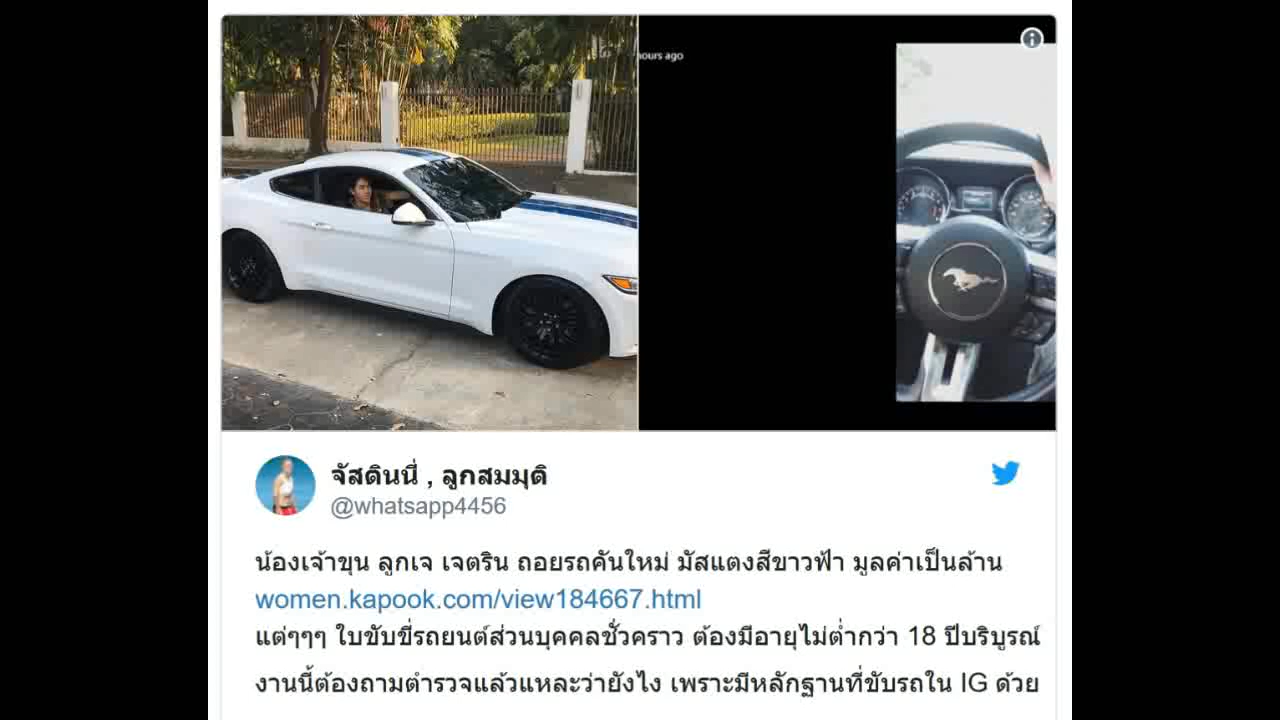 hours ago
จัสตินนี่ , ลูกสมมุติ
@whatsapp4456
น้องเจ้าขุน ลูกเจ เจตริน ถอยรถคันใหม่ มัสแตงสีขาวฟ้า มูลค่าเป็นล้าน
women.kapook.com/view184667.html
แต่ๆๆๆ ใบขับขี่รถยนต์ส่วนบุคคลชั่วคราว ต้องมีอายุไม่ต่ำกว่า 18 ปีบริบูรณ์
งานนี้ต้องถามตำรวจแล้วแหละว่ายังไง เพราะมีหลักฐานที่ขับรถใน IG ด้วย